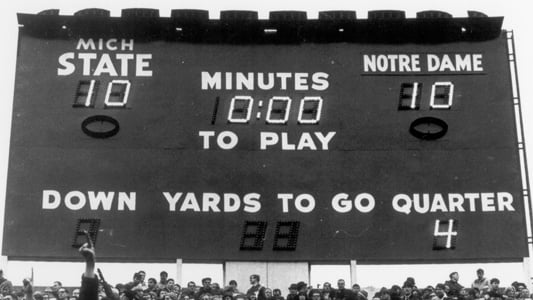 MICH
STATE
10
MINUTES
0:00
TO PLAY
NOTRE DAME
10
DOWN YARDS TO GO QUARTER
4